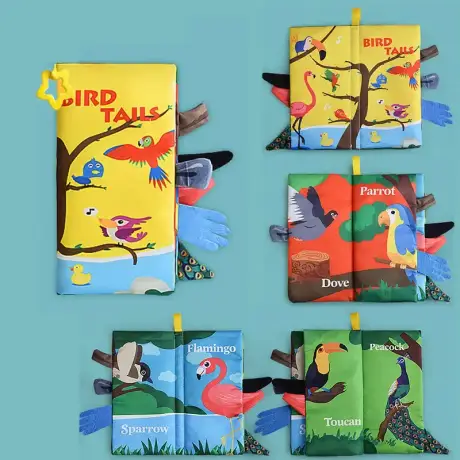 BIRD
TAILS
BIRD
TAILS
Parrot
Dove
Flamingo
Sparrow
Peacock
Toucan